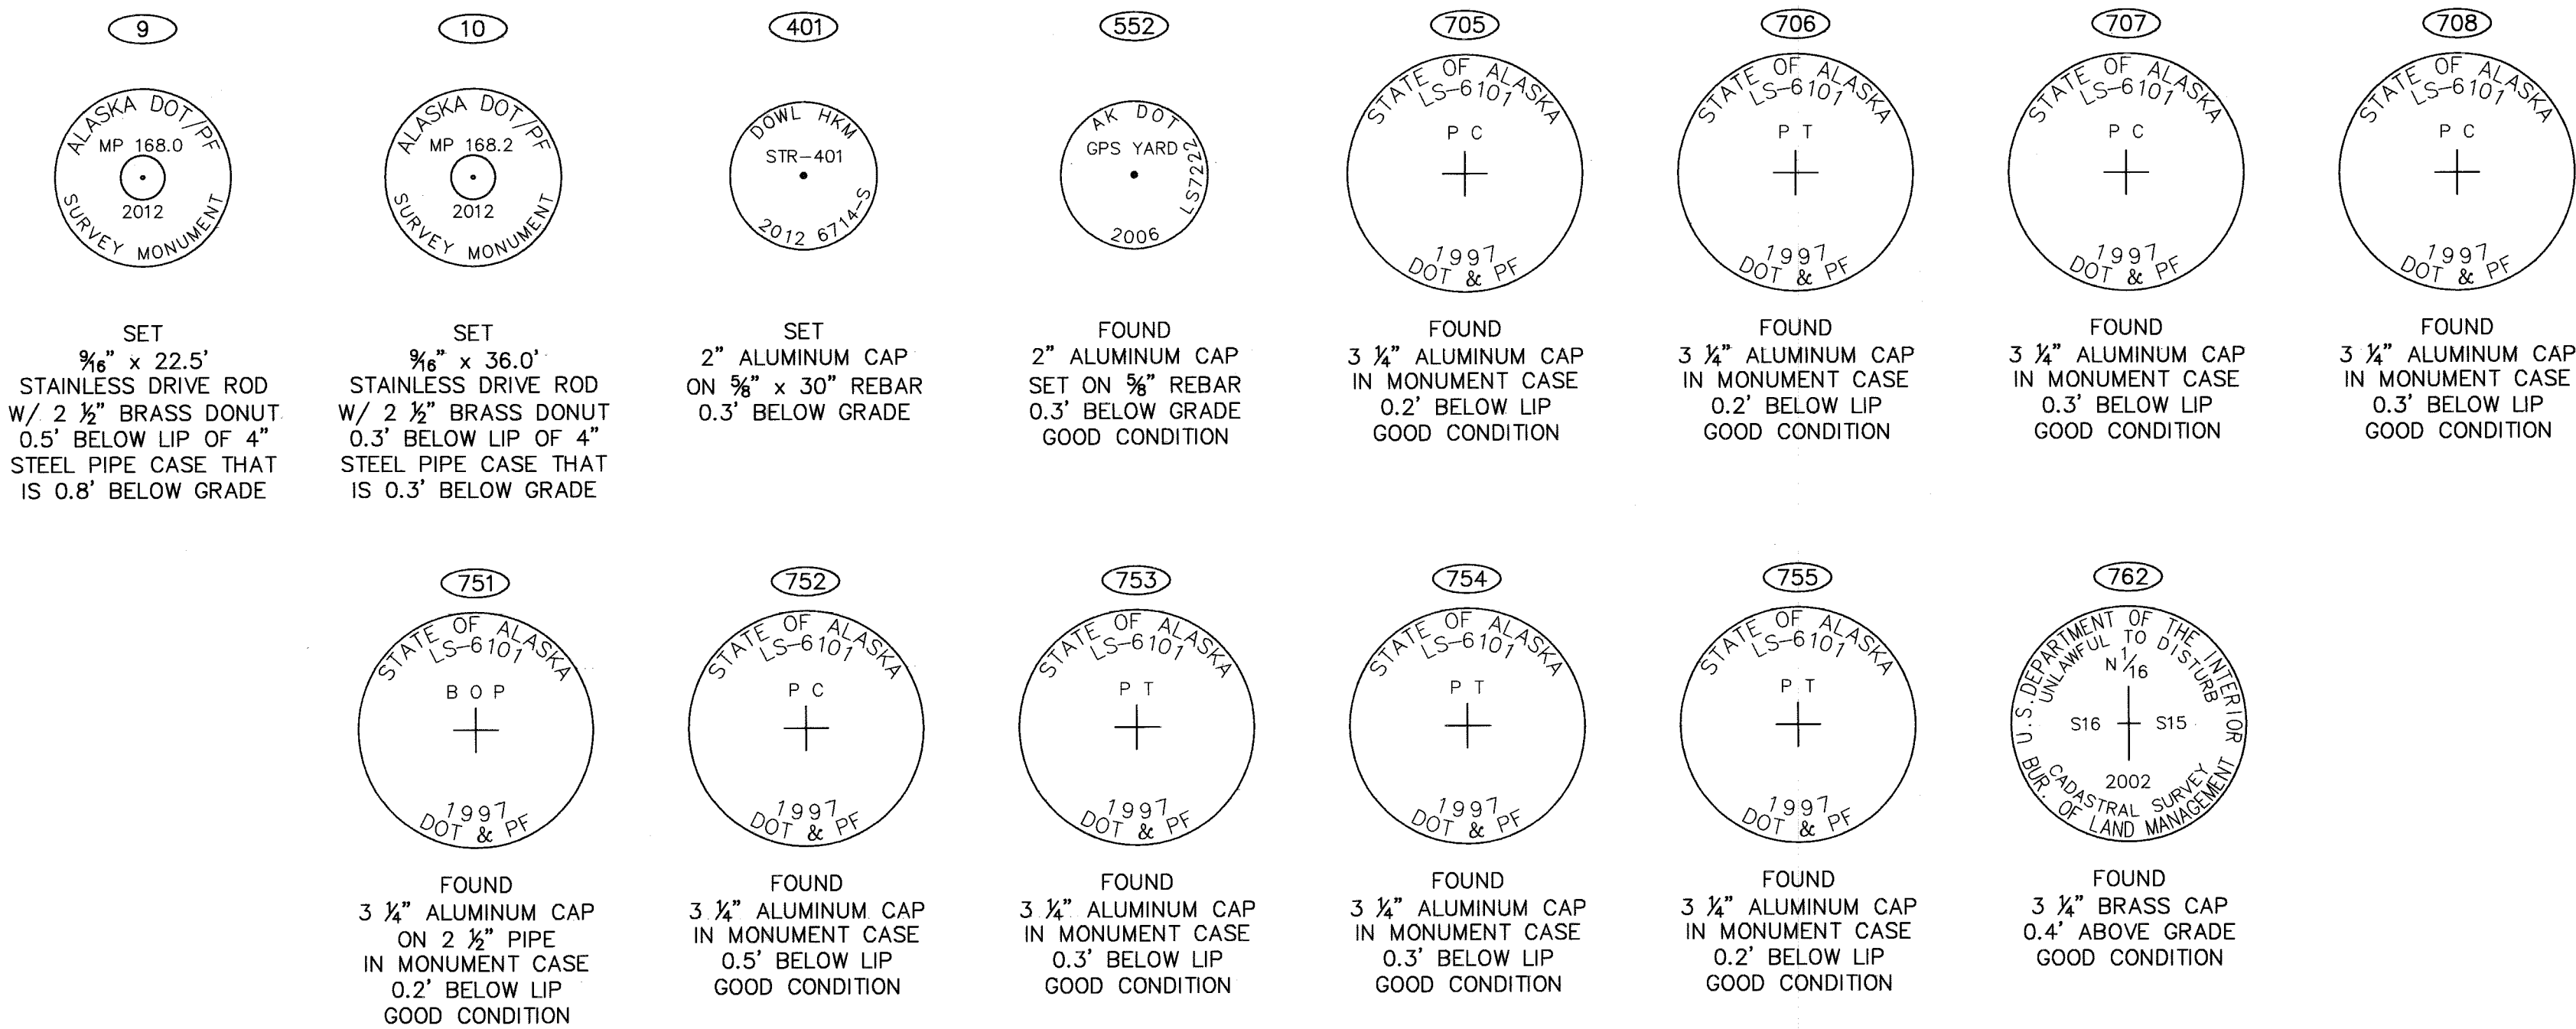 9
ALASKA DOT/PF
MP 168.0
2012
SURVEY MONUMENT
SET
9/16" x 22.5'
STAINLESS DRIVE ROD
W/ 2 1/2" BRASS DONUT
0.5' BELOW LIP OF 4"
STEEL PIPE CASE THAT
IS 0.8' BELOW GRADE
10
ALASKA DOT/PF
MP 168.2
2012
SURVEY MONUMENT
SET
9/16" x 36.0'
STAINLESS DRIVE ROD
W/ 2 1/2" BRASS DONUT
0.3' BELOW LIP OF 4"
STEEL PIPE CASE THAT
IS 0.3' BELOW GRADE
401
DOWL HKM
STR-401
2012 6714-S
SET
2" ALUMINUM CAP
ON 5/8" x 30" REBAR
0.3' BELOW GRADE
552
AK DOT
GPS YARD
LS7222
2006
FOUND
2" ALUMINUM CAP
SET ON 5/8" REBAR
0.3' BELOW GRADE
GOOD CONDITION
705
STATE OF ALASKA
LS-6101
P C
1997
DOT & PF
FOUND
3 1/4" ALUMINUM CAP
IN MONUMENT CASE
0.2' BELOW LIP
GOOD CONDITION
706
STATE OF ALASKA
LS-6101
P T
1997
DOT & PF
FOUND
3 1/4" ALUMINUM CAP
IN MONUMENT CASE
0.2' BELOW LIP
GOOD CONDITION
707
STATE OF ALASKA
LS-6101
P C
1997
DOT & PF
FOUND
3 1/4" ALUMINUM CAP
IN MONUMENT CASE
0.3' BELOW LIP
GOOD CONDITION
708
STATE OF ALASKA
LS-6101
P C
1997
DOT & PF
FOUND
3 1/4" ALUMINUM CAP
IN MONUMENT CASE
0.3' BELOW LIP
GOOD CONDITION
751
STATE OF ALASKA
LS-6101
B O P
1997
DOT & PF
FOUND
3 1/4" ALUMINUM CAP
ON 2 1/2" PIPE
IN MONUMENT CASE
0.2' BELOW LIP
GOOD CONDITION
752
STATE OF ALASKA
LS-6101
P C
1997
DOT & PF
FOUND
3 1/4" ALUMINUM CAP
IN MONUMENT CASE
0.5' BELOW LIP
GOOD CONDITION
753
STATE OF ALASKA
LS-6101
P T
1997
DOT & PF
FOUND
3 1/4" ALUMINUM CAP
IN MONUMENT CASE
0.3' BELOW LIP
GOOD CONDITION
754
STATE OF ALASKA
LS-6101
P T
1997
DOT & PF
FOUND
3 1/4" ALUMINUM CAP
IN MONUMENT CASE
0.3' BELOW LIP
GOOD CONDITION
755
STATE OF ALASKA
LS-6101
P T
1997
DOT & PF
FOUND
3 1/4" ALUMINUM CAP
IN MONUMENT CASE
0.2' BELOW LIP
GOOD CONDITION
762
U.S. DEPARTMENT OF THE INTERIOR
UNLAWFUL TO DISTURB
N 1/16
S16 S15
2002
CADASTRAL SURVEY
BUR. OF LAND MANAGEMENT
FOUND
3 1/4" BRASS CAP
0.4' ABOVE GRADE
GOOD CONDITION